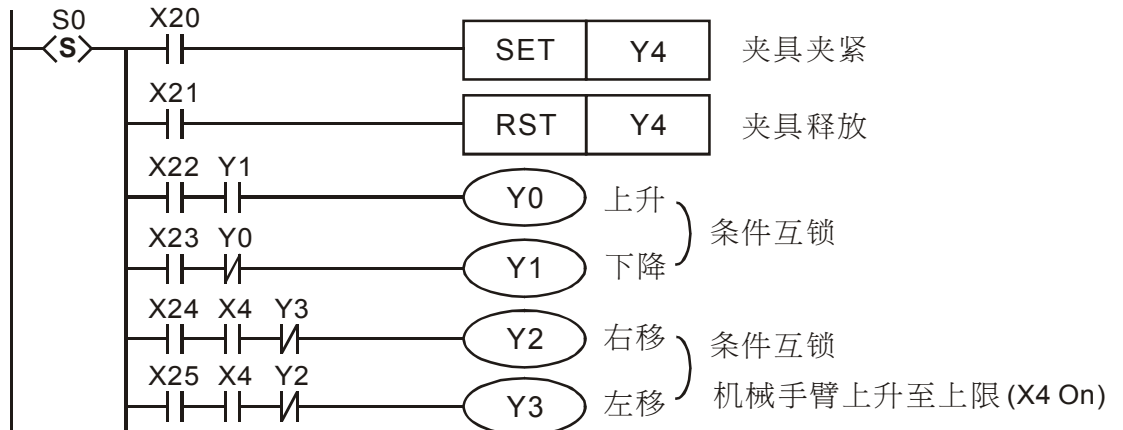 S0 X20
S SET Y4 夹具夹紧
X21
RST Y4 夹具释放
X22 Y1
Y0 上升
条件互锁
X23 Y0
Y1 下降
X24 X4 Y3
Y2 右移
条件互锁
X25 X4 Y2
机械手臂上升至上限(X4 On)
Y3 左移